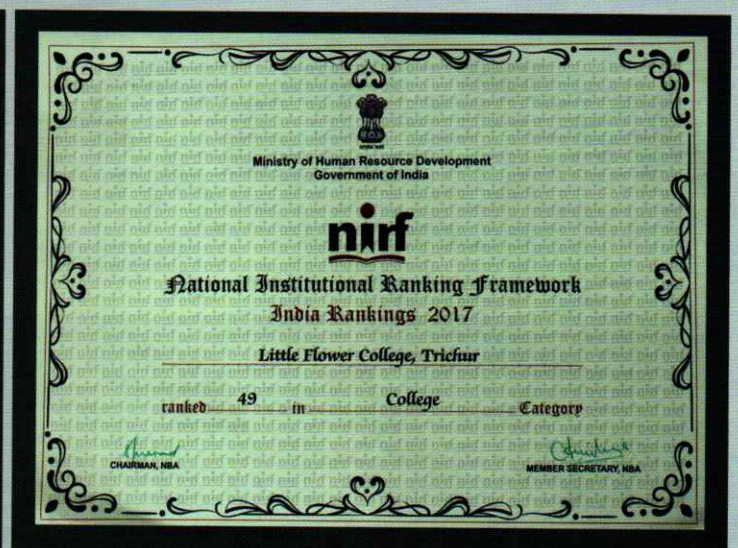 Ministry of Human Resource Development
Government of India
nirf
National Institutional Ranking Framework
India Rankings 2017
Little Flower College, Trichur
ranked 49 in College Category
CHAIRMAN, NBA
MEMBER SECRETARY, NBA